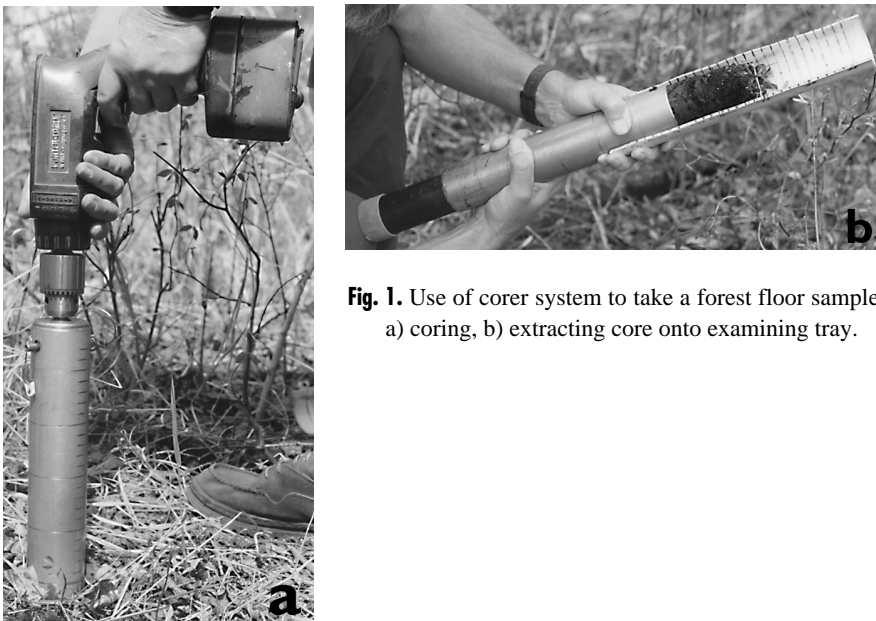 a
b
Fig. 1. Use of corer system to take a forest floor sample
a) coring, b) extracting core onto examining tray.